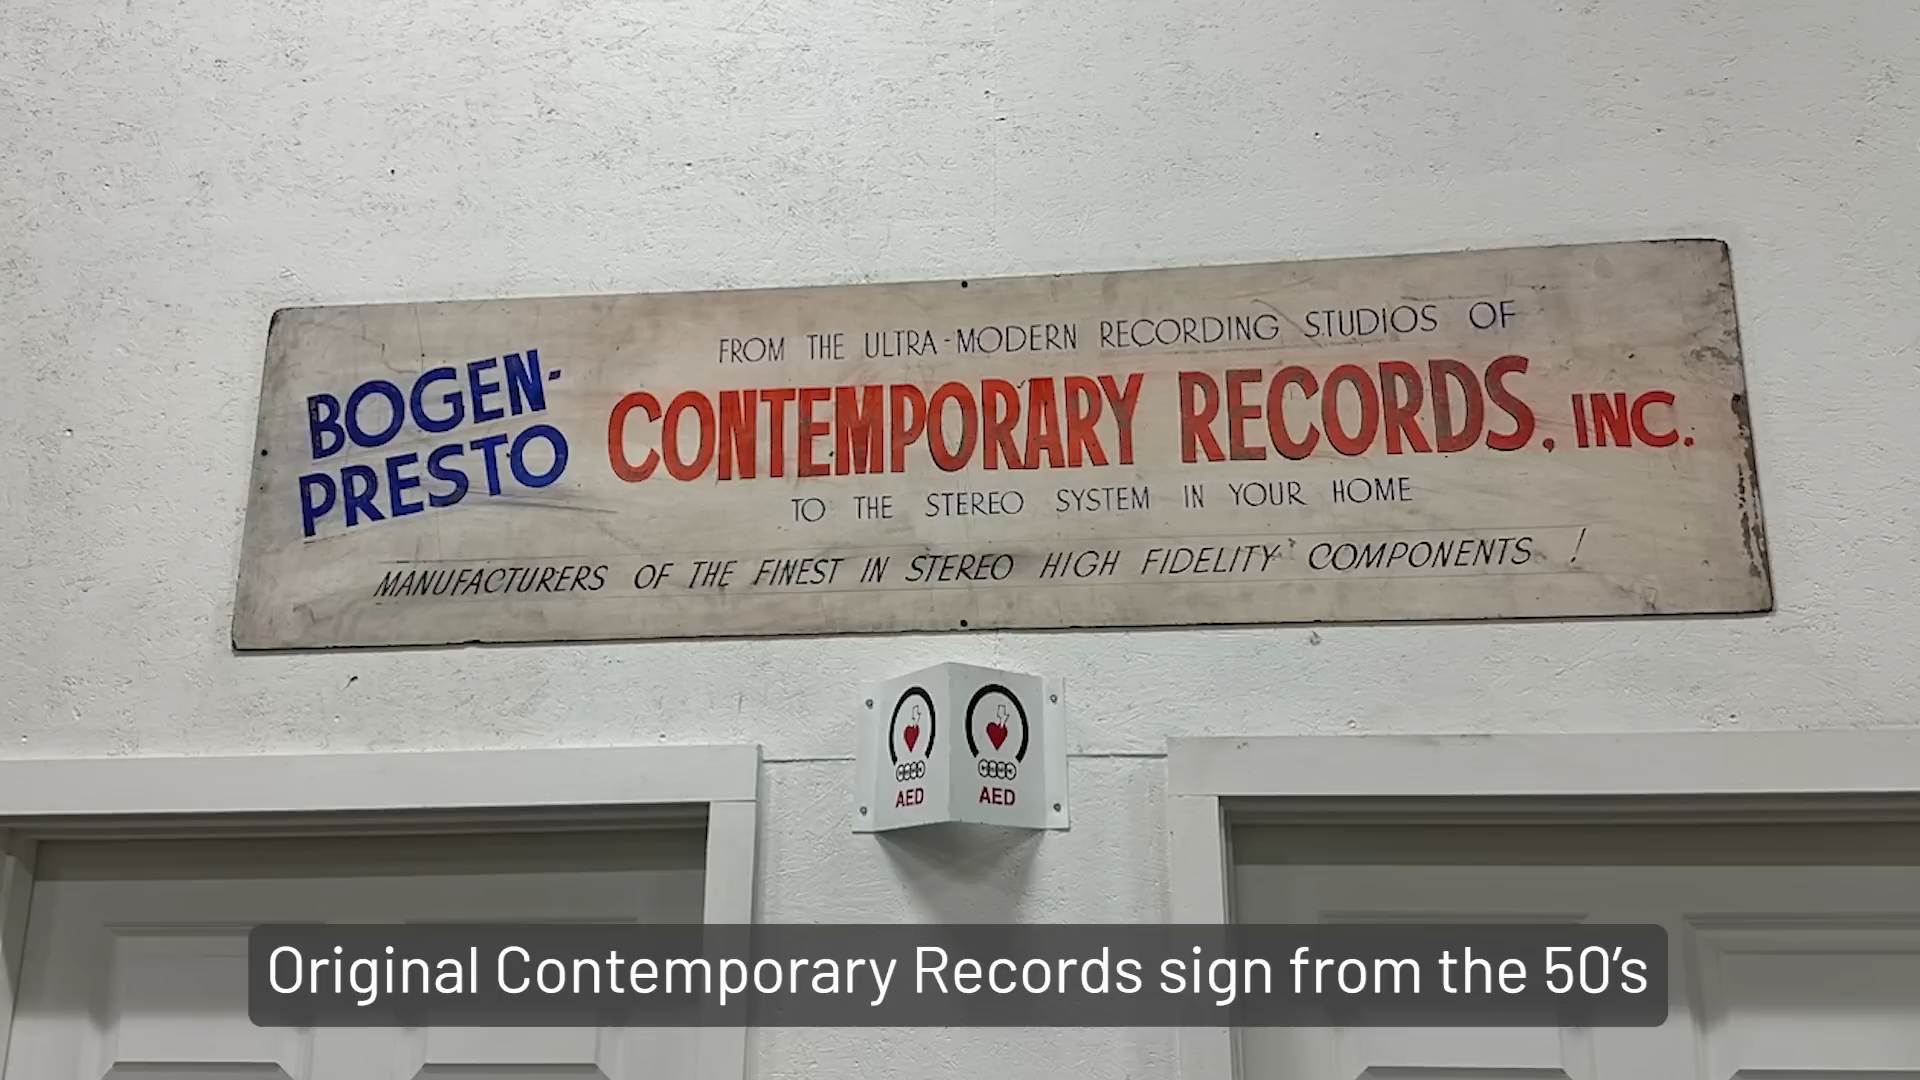 FROM THE ULTRA-MODERN RECORDING STUDIOS OF
BOGEN-
PRESTO
CONTEMPORARY RECORDS, INC.
TO THE STEREO SYSTEM IN YOUR HOME
MANUFACTURERS OF THE FINEST IN STEREO HIGH FIDELITY COMPONENTS !
AED
AED
Original Contemporary Records sign from the 50's